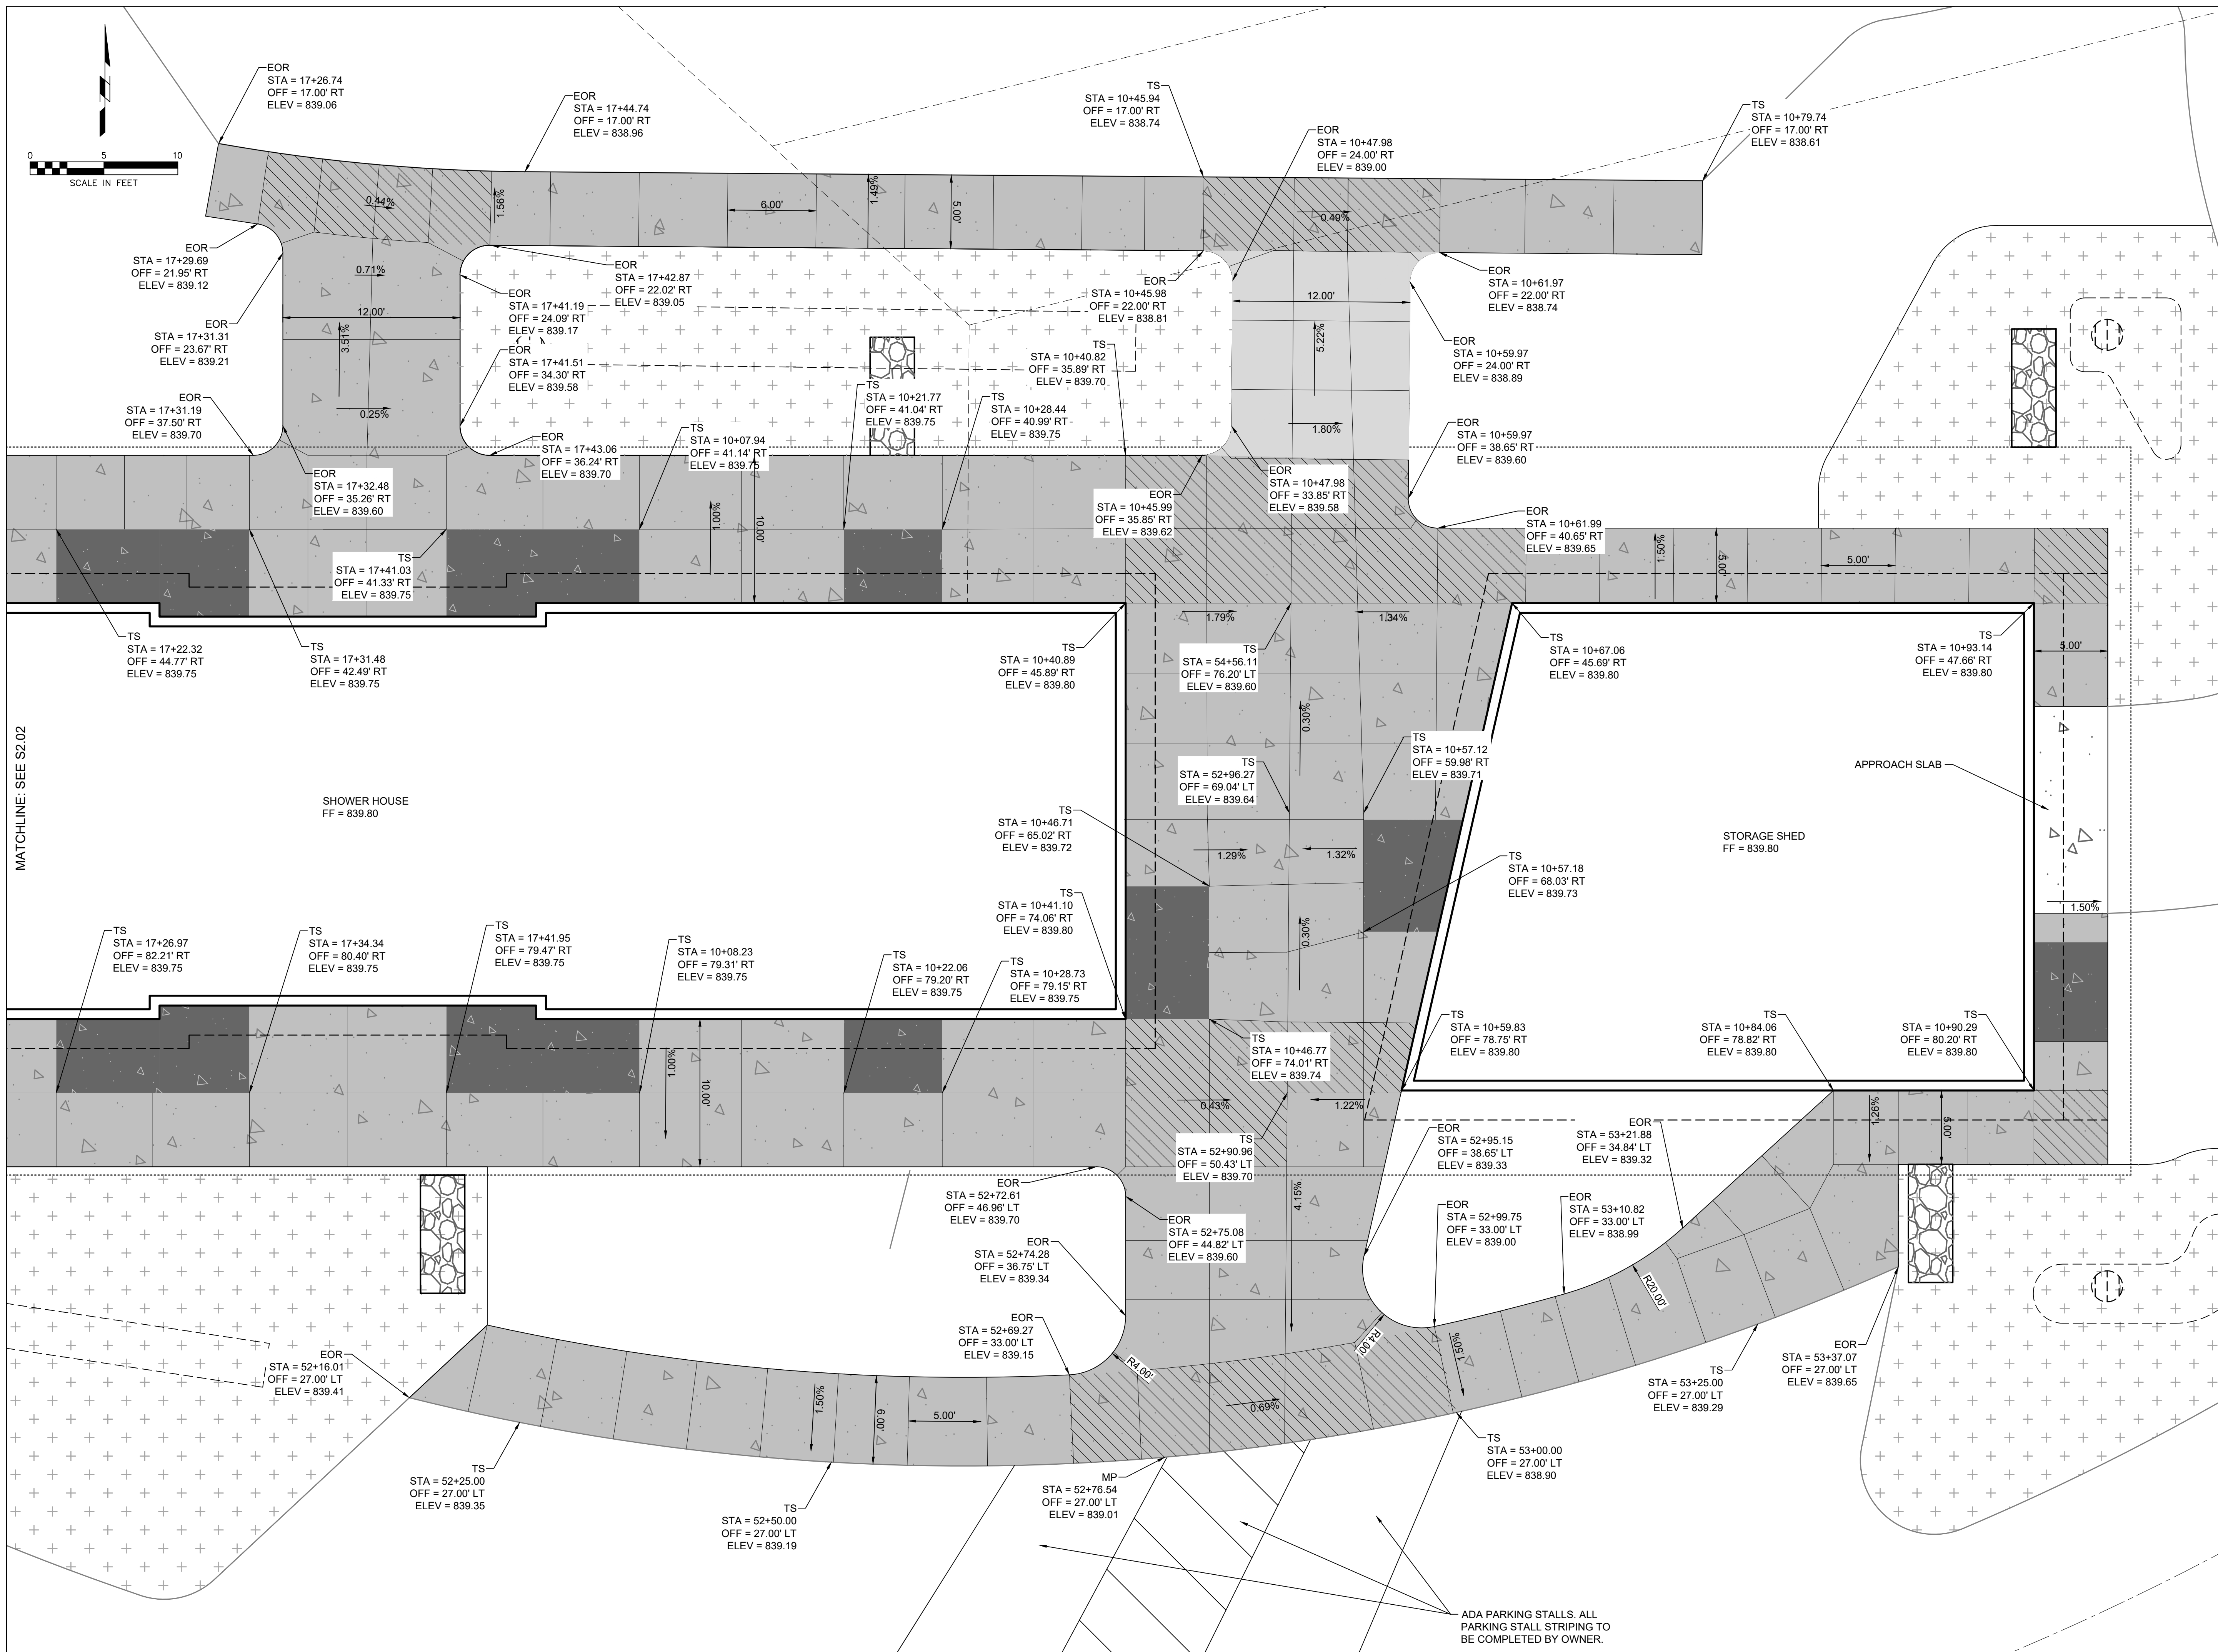 EOR
STA = 17+26.74
OFF = 17.00' RT
ELEV = 839.06
EOR
STA = 17+44.74
OFF = 17.00' RT
ELEV = 838.96
TS
STA = 10+45.94
OFF = 17.00' RT
ELEV = 838.74
EOR
STA = 10+47.98
OFF = 24.00' RT
ELEV = 839.00
TS
STA = 10+79.74
OFF = 17.00' RT
ELEV = 838.61
N
0 5 10
SCALE IN FEET
0.44%
1.56%
6.00'
1.49%
5.00'
0.49%
EOR
STA = 17+29.69
OFF = 21.95' RT
ELEV = 839.12
0.71%
EOR
STA = 17+42.87
OFF = 22.02' RT
ELEV = 839.05
EOR
STA = 17+41.19
OFF = 24.09' RT
ELEV = 839.17
EOR
STA = 10+45.98
OFF = 22.00' RT
ELEV = 838.81
12.00'
EOR
STA = 10+61.97
OFF = 22.00' RT
ELEV = 838.74
EOR
STA = 17+31.31
OFF = 23.67' RT
ELEV = 839.21
12.00'
3.51%
EOR
STA = 17+41.51
OFF = 34.30' RT
ELEV = 839.58
TS
STA = 10+40.82
OFF = 35.89' RT
ELEV = 839.70
5.22%
EOR
STA = 10+59.97
OFF = 24.00' RT
ELEV = 838.89
EOR
STA = 17+31.19
OFF = 37.50' RT
ELEV = 839.70
0.25%
TS
STA = 10+21.77
OFF = 41.04' RT
ELEV = 839.75
TS
STA = 10+28.44
OFF = 40.99' RT
ELEV = 839.75
1.80%
EOR
STA = 10+59.97
OFF = 38.65' RT
ELEV = 839.60
EOR
STA = 17+43.06
OFF = 36.24' RT
ELEV = 839.70
TS
STA = 10+07.94
OFF = 41.14' RT
ELEV = 839.75
EOR
STA = 17+32.48
OFF = 35.26' RT
ELEV = 839.60
1.00%
10.00'
EOR
STA = 10+45.99
OFF = 35.85' RT
ELEV = 839.62
EOR
STA = 10+47.98
OFF = 33.85' RT
ELEV = 839.58
EOR
STA = 10+61.99
OFF = 40.65' RT
ELEV = 839.65
1.50%
5.00'
5.00'
TS
STA = 17+41.03
OFF = 41.33' RT
ELEV = 839.75
TS
STA = 17+22.32
OFF = 44.77' RT
ELEV = 839.75
TS
STA = 17+31.48
OFF = 42.49' RT
ELEV = 839.75
TS
STA = 10+40.89
OFF = 45.89' RT
ELEV = 839.80
1.79%
1.34%
TS
STA = 54+56.11
OFF = 76.20' LT
ELEV = 839.60
TS
STA = 10+67.06
OFF = 45.69' RT
ELEV = 839.80
TS
STA = 10+93.14
OFF = 47.66' RT
ELEV = 839.80
5.00'
MATCHLINE: SEE S2.02
0.30%
TS
STA = 52+96.27
OFF = 69.04' LT
ELEV = 839.64
TS
STA = 10+57.12
OFF = 59.98' RT
ELEV = 839.71
APPROACH SLAB
SHOWER HOUSE
FF = 839.80
TS
STA = 10+46.71
OFF = 65.02' RT
ELEV = 839.72
1.29%
1.32%
STORAGE SHED
FF = 839.80
TS
STA = 10+57.18
OFF = 68.03' RT
ELEV = 839.73
TS
STA = 10+41.10
OFF = 74.06' RT
ELEV = 839.80
0.30%
1.50%
TS
STA = 17+26.97
OFF = 82.21' RT
ELEV = 839.75
TS
STA = 17+34.34
OFF = 80.40' RT
ELEV = 839.75
TS
STA = 17+41.95
OFF = 79.47' RT
ELEV = 839.75
TS
STA = 10+08.23
OFF = 79.31' RT
ELEV = 839.75
TS
STA = 10+22.06
OFF = 79.20' RT
ELEV = 839.75
TS
STA = 10+28.73
OFF = 79.15' RT
ELEV = 839.75
TS
STA = 10+46.77
OFF = 74.01' RT
ELEV = 839.74
TS
STA = 10+59.83
OFF = 78.75' RT
ELEV = 839.80
TS
STA = 10+84.06
OFF = 78.82' RT
ELEV = 839.80
TS
STA = 10+90.29
OFF = 80.20' RT
ELEV = 839.80
1.00%
10.00'
0.43%
1.22%
1.26%
5.00'
TS
STA = 52+90.96
OFF = 50.43' LT
ELEV = 839.70
EOR
STA = 52+95.15
OFF = 38.65' LT
ELEV = 839.33
EOR
STA = 53+21.88
OFF = 34.84' LT
ELEV = 839.32
EOR
STA = 52+72.61
OFF = 46.96' LT
ELEV = 839.70
4.15%
EOR
STA = 52+75.08
OFF = 44.82' LT
ELEV = 839.60
EOR
STA = 52+99.75
OFF = 33.00' LT
ELEV = 839.00
EOR
STA = 53+10.82
OFF = 33.00' LT
ELEV = 838.99
EOR
STA = 52+74.28
OFF = 36.75' LT
ELEV = 839.34
R20.00'
EOR
STA = 52+69.27
OFF = 33.00' LT
ELEV = 839.15
R4.00'
R4.00'
1.50%
EOR
STA = 52+16.01
OFF = 27.00' LT
ELEV = 839.41
EOR
STA = 53+37.07
OFF = 27.00' LT
ELEV = 839.65
TS
STA = 53+25.00
OFF = 27.00' LT
ELEV = 839.29
1.50%
6.00'
5.00'
0.69%
TS
STA = 52+25.00
OFF = 27.00' LT
ELEV = 839.35
TS
STA = 52+50.00
OFF = 27.00' LT
ELEV = 839.19
MP
STA = 52+76.54
OFF = 27.00' LT
ELEV = 839.01
TS
STA = 53+00.00
OFF = 27.00' LT
ELEV = 838.90
ADA PARKING STALLS. ALL
PARKING STALL STRIPING TO
BE COMPLETED BY OWNER.